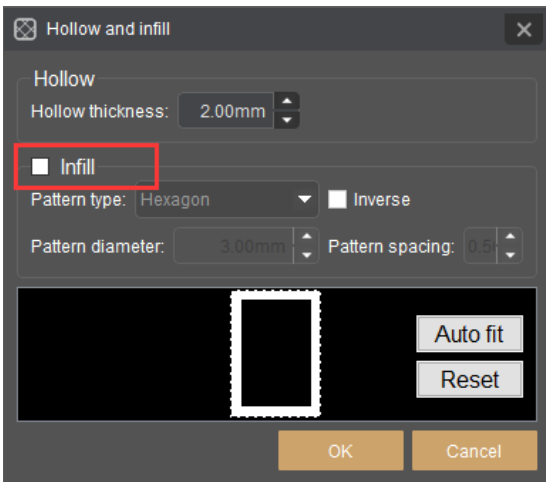 Hollow and infill
Hollow
Hollow thickness: 2.00mm
Infill
Pattern type: Hexagon Inverse
Pattern diameter: 3.00mm Pattern spacing:
Auto fit
Reset
OK Cancel